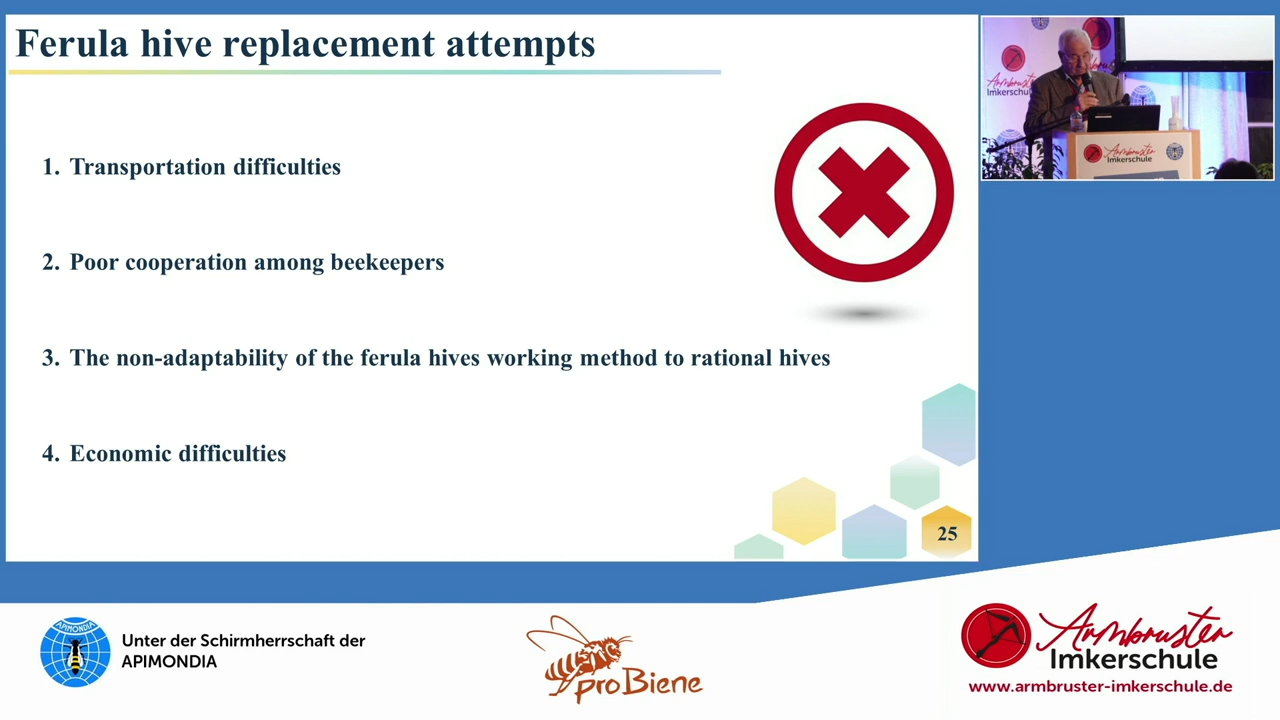 Ferula hive replacement attempts
1. Transportation difficulties
2. Poor cooperation among beekeepers
3. The non-adaptability of the ferula hives working method to rational hives
4. Economic difficulties
25
Armbruster
Imkerschule
Armbruster
Imkerschule
APIMONDIA
Unter der Schirmherrschaft der
APIMONDIA
proBiene
Armbruster
Imkerschule
www.armbruster-imkerschule.de